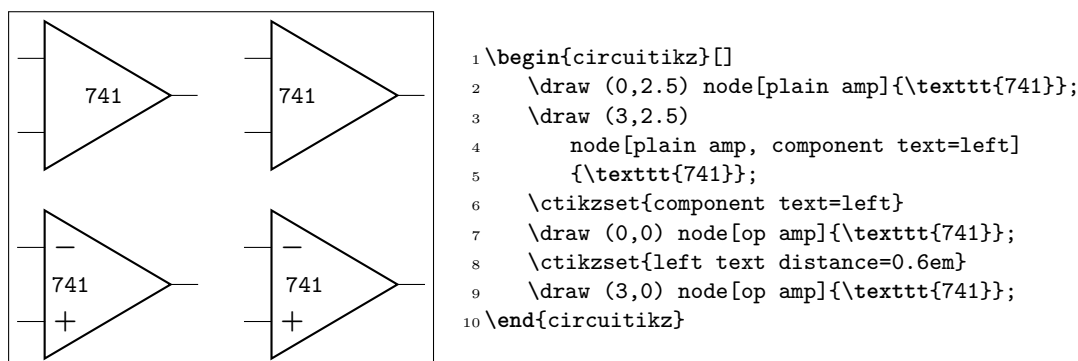 741
741
− 741 +
− 741 +
1 \begin{circuitikz}[]
2 \draw (0,2.5) node[plain amp]{\texttt{741}};
3 \draw (3,2.5)
4 node[plain amp, component text=left]
5 {\texttt{741}};
6 \ctikzset{component text=left}
7 \draw (0,0) node[op amp]{\texttt{741}};
8 \ctikzset{left text distance=0.6em}
9 \draw (3,0) node[op amp]{\texttt{741}};
10 \end{circuitikz}